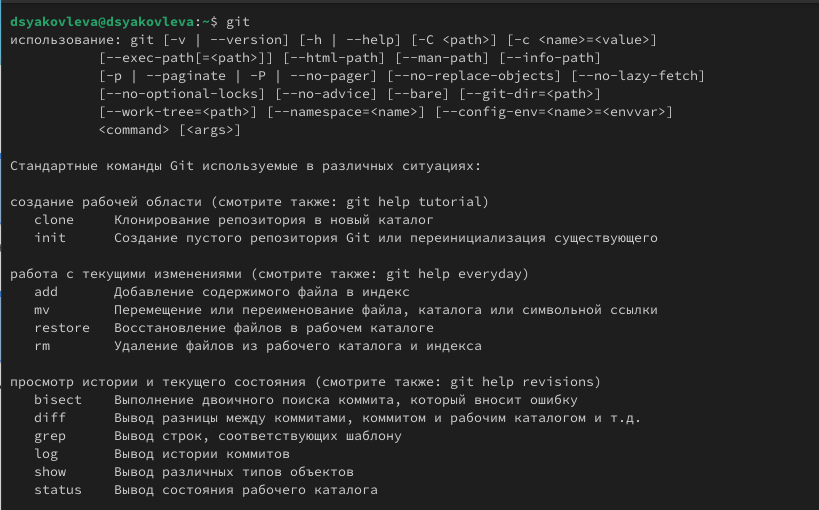 dsyakovleva@dsyakovleva:~$ git
использование: git [-v | --version] [-h | --help] [-C <path>] [-c <name>=<value>]
           [--exec-path[=<path>]] [--html-path] [--man-path] [--info-path]
           [-p | --paginate | -P | --no-pager] [--no-replace-objects] [--no-lazy-fetch]
           [--no-optional-locks] [--no-advice] [--bare] [--git-dir=<path>]
           [--work-tree=<path>] [--namespace=<name>] [--config-env=<name>=<envvar>]
           <command> [<args>]

Стандартные команды Git используемые в различных ситуациях:

создание рабочей области (смотрите также: git help tutorial)
   clone     Клонирование репозитория в новый каталог
   init      Создание пустого репозитория Git или переинициализация существующего

работа с текущими изменениями (смотрите также: git help everyday)
   add       Добавление содержимого файла в индекс
   mv        Перемещение или переименование файла, каталога или символьной ссылки
   restore   Восстановление файлов в рабочем каталоге
   rm        Удаление файлов из рабочего каталога и индекса

просмотр истории и текущего состояния (смотрите также: git help revisions)
   bisect    Выполнение двоичного поиска коммита, который вносит ошибку
   diff      Вывод разницы между коммитами, коммитом и рабочим каталогом и т.д.
   grep      Вывод строк, соответствующих шаблону
   log       Вывод истории коммитов
   show      Вывод различных типов объектов
   status    Вывод состояния рабочего каталога